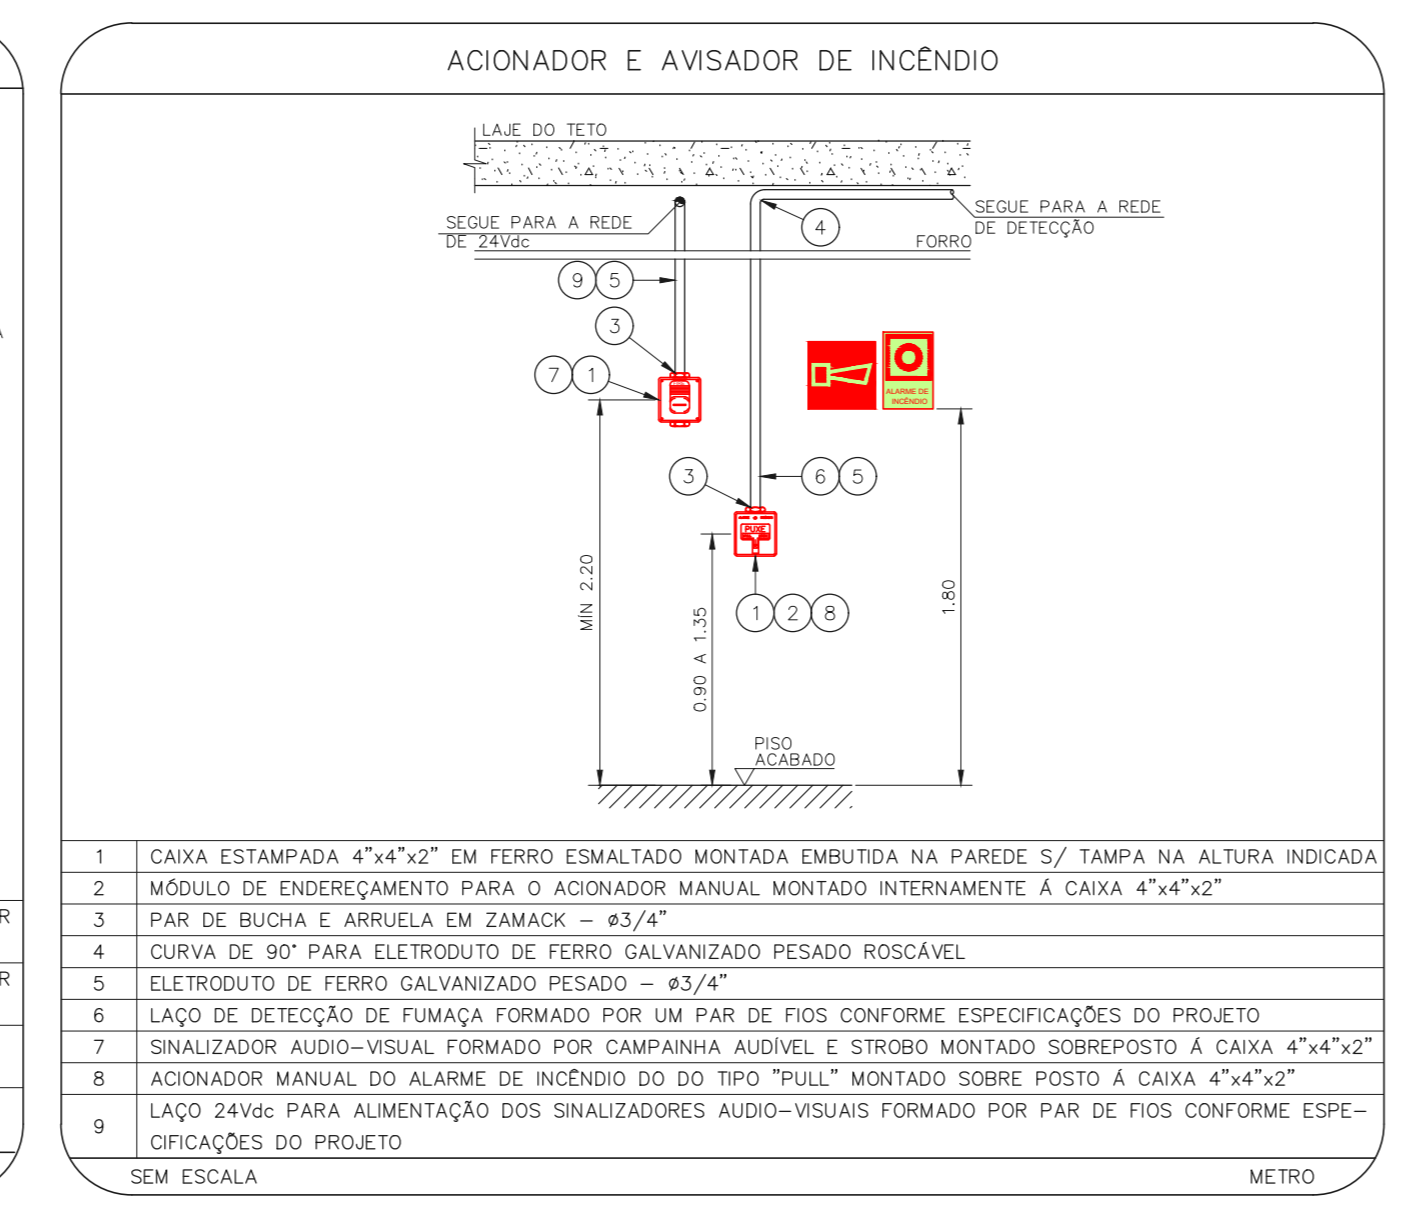 ACIONADOR E AVISADOR DE INCÊNDIO
LAJE DO TETO
SEGUE PARA A REDE
DE 24Vdc
4
SEGUE PARA A REDE
DE DETECÇÃO
FORRO
9
5
3
7
1
ALARME DE
INCÊNDIO
3
6
5
PUXE
MÍN 2.20
0.90 A 1.35
1
2
8
1.80
PISO
ACABADO
1 CAIXA ESTAMPADA 4"x4"x2" EM FERRO ESMALTADO MONTADA EMBUTIDA NA PAREDE S/ TAMPA NA ALTURA INDICADA
2 MÓDULO DE ENDEREÇAMENTO PARA O ACIONADOR MANUAL MONTADO INTERNAMENTE Á CAIXA 4"x4"x2"
3 PAR DE BUCHA E ARRUELA EM ZAMACK – ø3/4"
4 CURVA DE 90° PARA ELETRODUTO DE FERRO GALVANIZADO PESADO ROSCÁVEL
5 ELETRODUTO DE FERRO GALVANIZADO PESADO – ø3/4"
6 LAÇO DE DETECÇÃO DE FUMAÇA FORMADO POR UM PAR DE FIOS CONFORME ESPECIFICAÇÕES DO PROJETO
7 SINALIZADOR AUDIO–VISUAL FORMADO POR CAMPAINHA AUDÍVEL E STROBO MONTADO SOBREPOSTO Á CAIXA 4"x4"x2"
8 ACIONADOR MANUAL DO ALARME DE INCÊNDIO DO DO TIPO "PULL" MONTADO SOBRE POSTO Á CAIXA 4"x4"x2"
9 LAÇO 24Vdc PARA ALIMENTAÇÃO DOS SINALIZADORES AUDIO–VISUAIS FORMADO POR PAR DE FIOS CONFORME ESPE–
CIFICAÇÕES DO PROJETO
SEM ESCALA
METRO
R
R